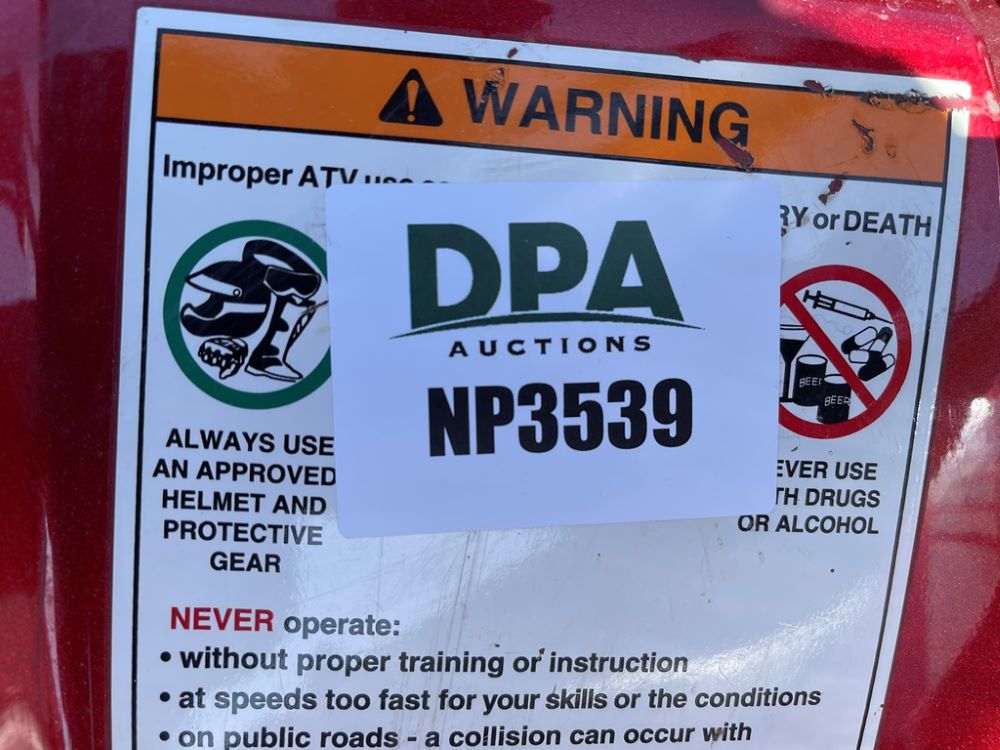 WARNING
Improper ATV
RY or DEATH
DPA
AUCTIONS
NP3539
BEER
BEER
ALWAYS USE
AN APPROVED
HELMET AND
PROTECTIVE
GEAR
EVER USE
TH DRUGS
OR ALCOHOL
NEVER operate:
• without proper training or instruction
• at speeds too fast for your skills or the conditions
• on public roads - a collision can occur with